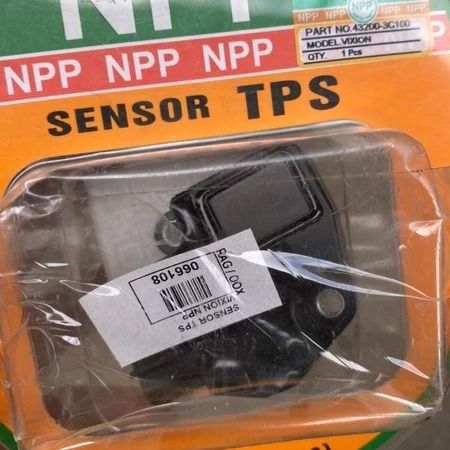 NPP
NPP NPP NPP
NPP
NPP
NPP
PART NO. 43200-3C100
MODEL. VIXION
QTY. 1 Pcs
SENSOR TPS
RAG / OOX
066108
SENSOR TPS
VIXION NPP